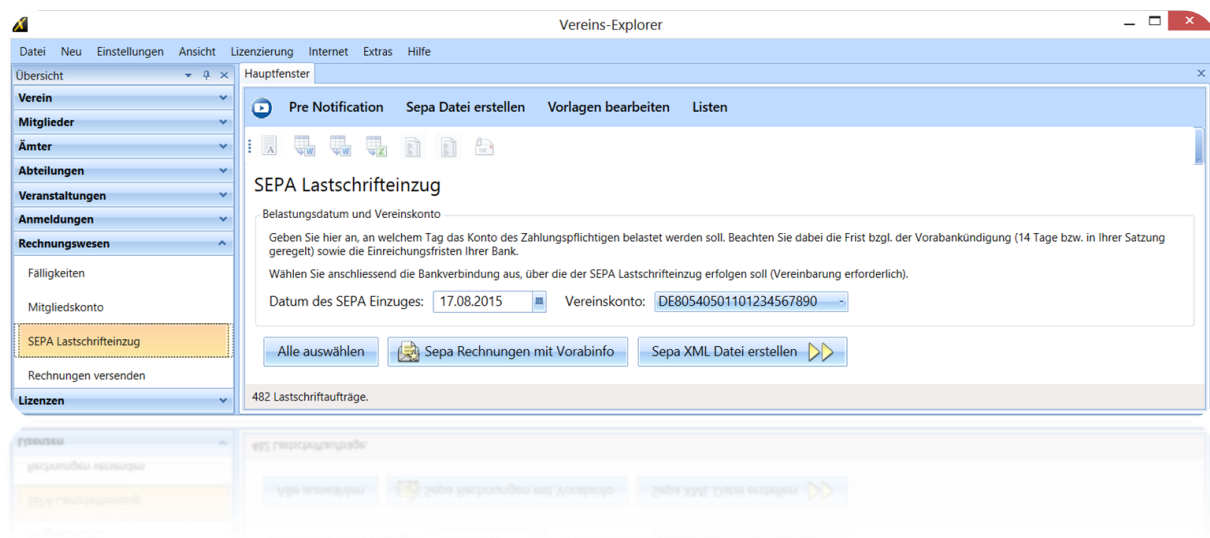 Vereins-Explorer
Datei Neu Einstellungen Ansicht Lizenzierung Internet Extras Hilfe
Übersicht
Verein
Mitglieder
Ämter
Abteilungen
Veranstaltungen
Anmeldungen
Rechnungswesen
Fälligkeiten
Mitgliedskonto
SEPA Lastschrifteinzug
Rechnungen versenden
Lizenzen
Hauptfenster
Pre Notification Sepa Datei erstellen Vorlagen bearbeiten Listen
SEPA Lastschrifteinzug
Belastungsdatum und Vereinskonto
Geben Sie hier an, an welchem Tag das Konto des Zahlungspflichtigen belastet werden soll. Beachten Sie dabei die Frist bzgl. der Vorabankündigung (14 Tage bzw. in Ihrer Satzung
geregelt) sowie die Einreichungsfristen Ihrer Bank.
Wählen Sie anschliessend die Bankverbindung aus, über die der SEPA Lastschrifteinzug erfolgen soll (Vereinbarung erforderlich).
Datum des SEPA Einzuges: 17.08.2015 Vereinskonto: DE80540501101234567890
Alle auswählen Sepa Rechnungen mit Vorabinfo Sepa XML Datei erstellen
482 Lastschriftaufträge.